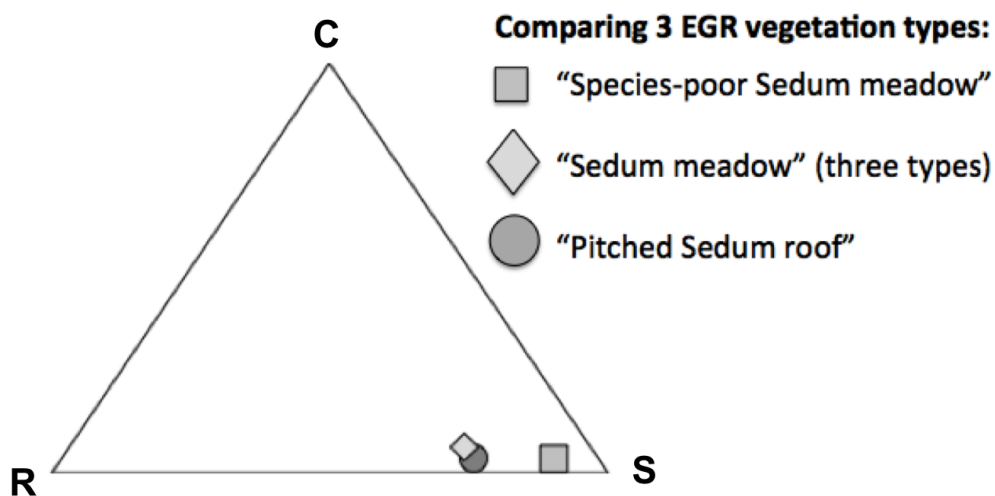 C
Comparing 3 EGR vegetation types:
“Species-poor Sedum meadow”
“Sedum meadow” (three types)
“Pitched Sedum roof”
R
S